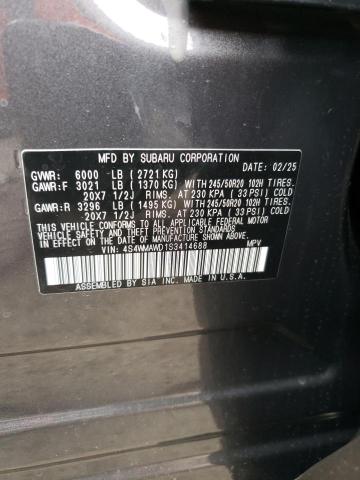 MFD BY SUBARU CORPORATION DATE: 02/25
GVWR: 6000 LB (2721 KG)
GAWR:F 3021 LB (1370 KG) WITH 245/50R20 102H TIRES.
20X7 1/2J RIMS. AT 230 KPA (33 PSI) COLD
GAWR:R 3296 LB (1495 KG) WITH 245/50R20 102H TIRES.
20X7 1/2J RIMS. AT 230 KPA (33 PSI) COLD
THIS VEHICLE CONFORMS TO ALL APPLICABLE FEDERAL MOTOR
VEHICLE SAFETY, BUMPER, AND THEFT PREVENTION STANDARDS
IN EFFECT ON THE DATE OF MANUFACTURE SHOWN ABOVE.
VIN: 4S4WMAWD1S3414688 MPV
ASSEMBLED BY SIA INC. MADE IN U.S.A.